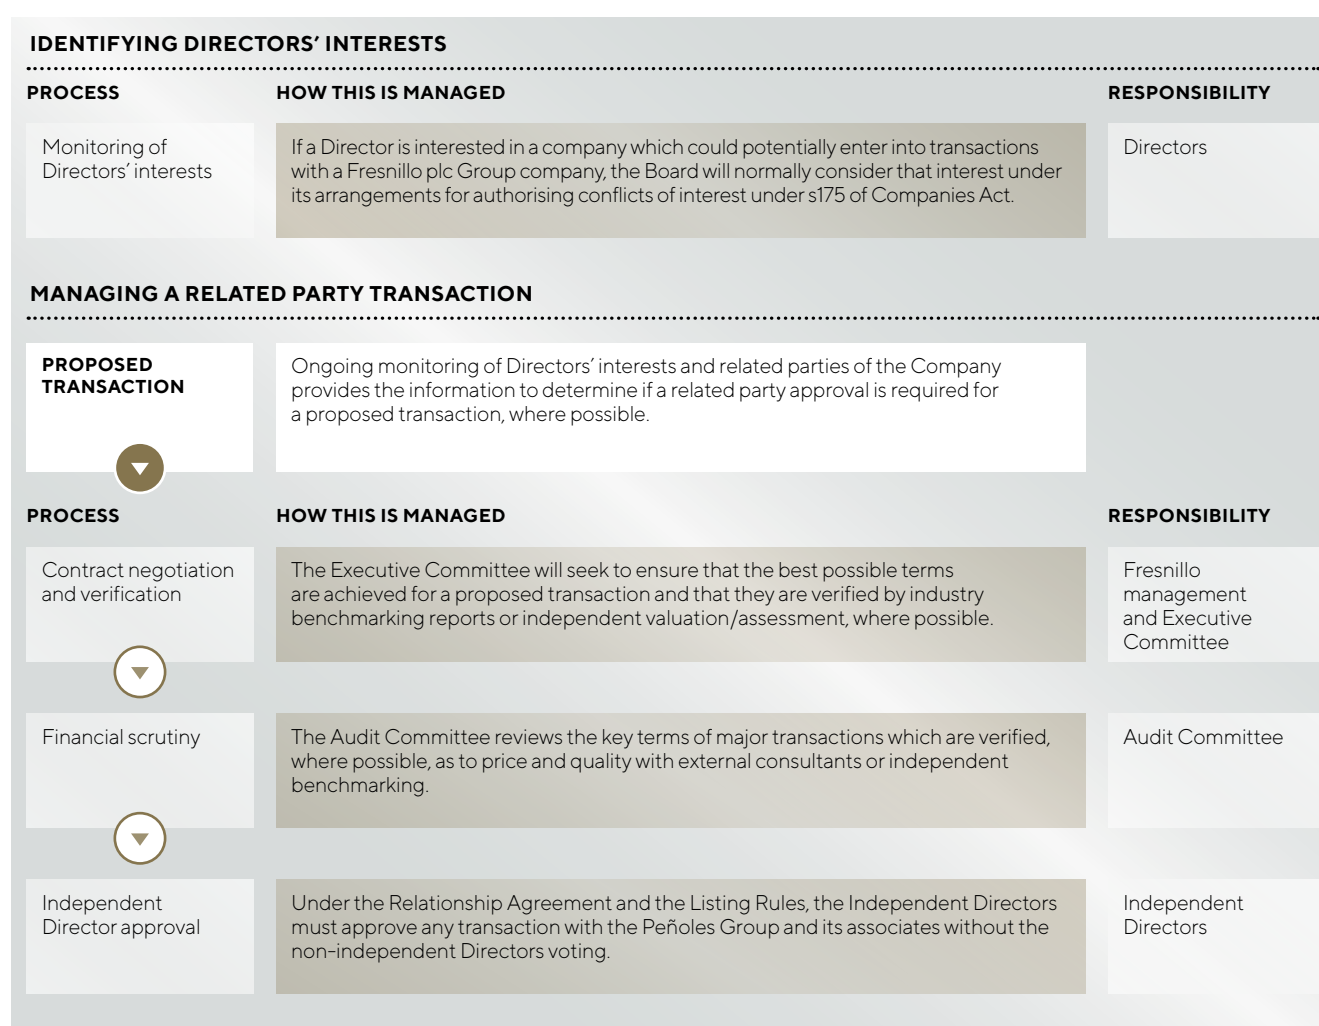 IDENTIFYING DIRECTORS’ INTERESTS
PROCESS
HOW THIS IS MANAGED
RESPONSIBILITY
Monitoring of
Directors’ interests
If a Director is interested in a company which could potentially enter into transactions
with a Fresnillo plc Group company, the Board will normally consider that interest under
its arrangements for authorising conflicts of interest under s175 of Companies Act.
Directors
MANAGING A RELATED PARTY TRANSACTION
PROPOSED
TRANSACTION
Ongoing monitoring of Directors’ interests and related parties of the Company
provides the information to determine if a related party approval is required for
a proposed transaction, where possible.
PROCESS
HOW THIS IS MANAGED
RESPONSIBILITY
Contract negotiation
and verification
The Executive Committee will seek to ensure that the best possible terms
are achieved for a proposed transaction and that they are verified by industry
benchmarking reports or independent valuation/assessment, where possible.
Fresnillo
management
and Executive
Committee
Financial scrutiny
The Audit Committee reviews the key terms of major transactions which are verified,
where possible, as to price and quality with external consultants or independent
benchmarking.
Audit Committee
Independent
Director approval
Under the Relationship Agreement and the Listing Rules, the Independent Directors
must approve any transaction with the Peñoles Group and its associates without the
non-independent Directors voting.
Independent
Directors